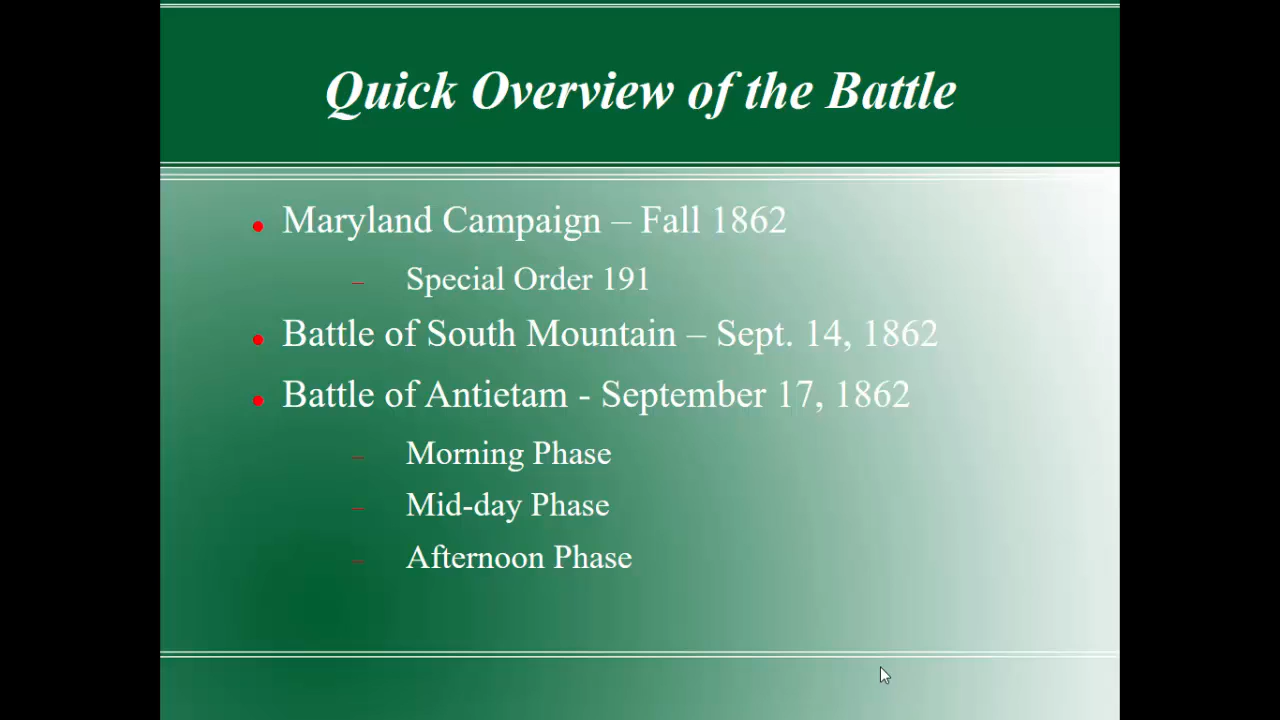 Quick Overview of the Battle
Maryland Campaign – Fall 1862
– Special Order 191
Battle of South Mountain – Sept. 14, 1862
Battle of Antietam - September 17, 1862
– Morning Phase
– Mid-day Phase
– Afternoon Phase